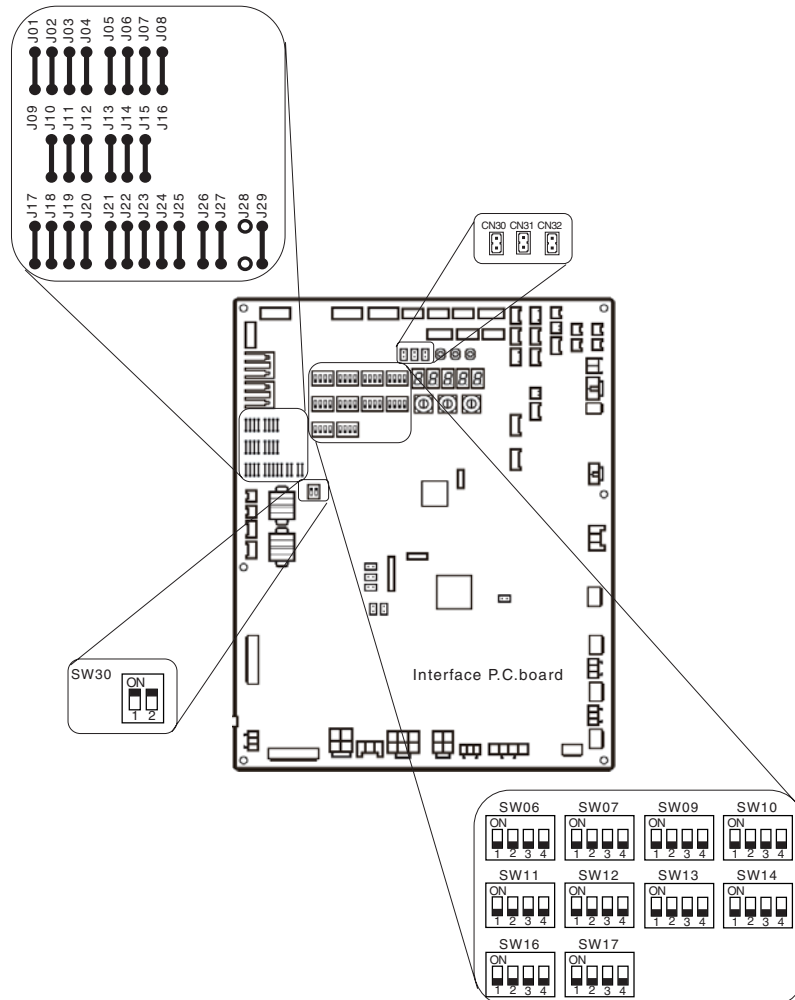 J01 J02 J03 J04 J05 J06 J07 J08
J09 J10 J11 J12 J13 J14 J15 J16
J17 J18 J19 J20 J21 J22 J23 J24 J25 J26 J27 J28 J29
CN30 CN31 CN32
SW30
ON
1 2
Interface P.C.board
SW06 SW07 SW09 SW10
ON ON ON ON
1 2 3 4 1 2 3 4 1 2 3 4 1 2 3 4
SW11 SW12 SW13 SW14
ON ON ON ON
1 2 3 4 1 2 3 4 1 2 3 4 1 2 3 4
SW16 SW17
ON ON
1 2 3 4 1 2 3 4